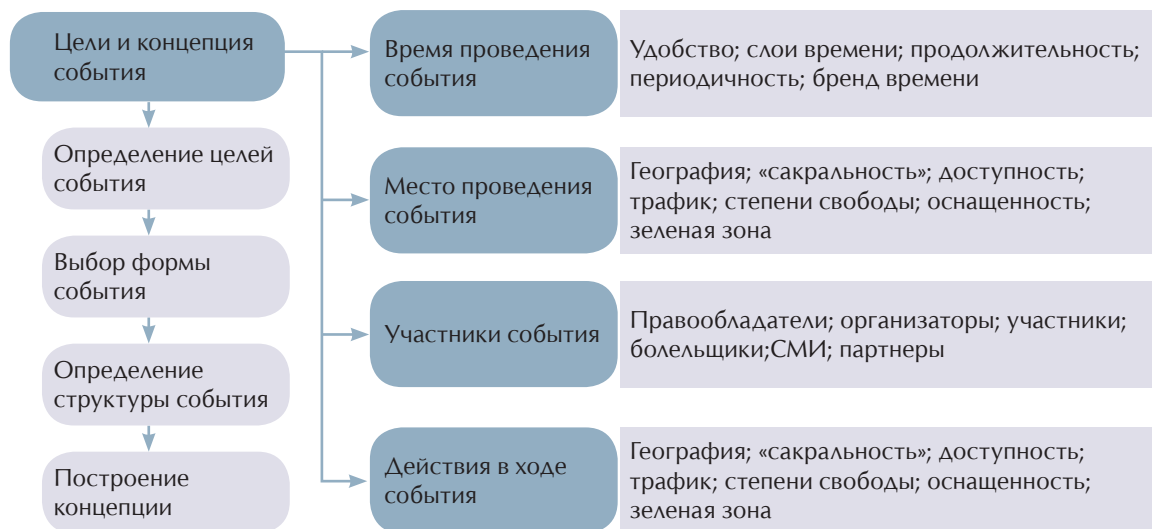 Цели и концепция
события
Определение целей
события
Выбор формы
события
Определение
структуры события
Построение
концепции
Время проведения
события
Удобство; слои времени; продолжительность;
периодичность; бренд времени
Место проведения
события
География; «сакральность»; доступность;
трафик; степени свободы; оснащенность;
зеленая зона
Участники события
Правообладатели; организаторы; участники;
болельщики;СМИ; партнеры
Действия в ходе
события
География; «сакральность»; доступность;
трафик; степени свободы; оснащенность;
зеленая зона